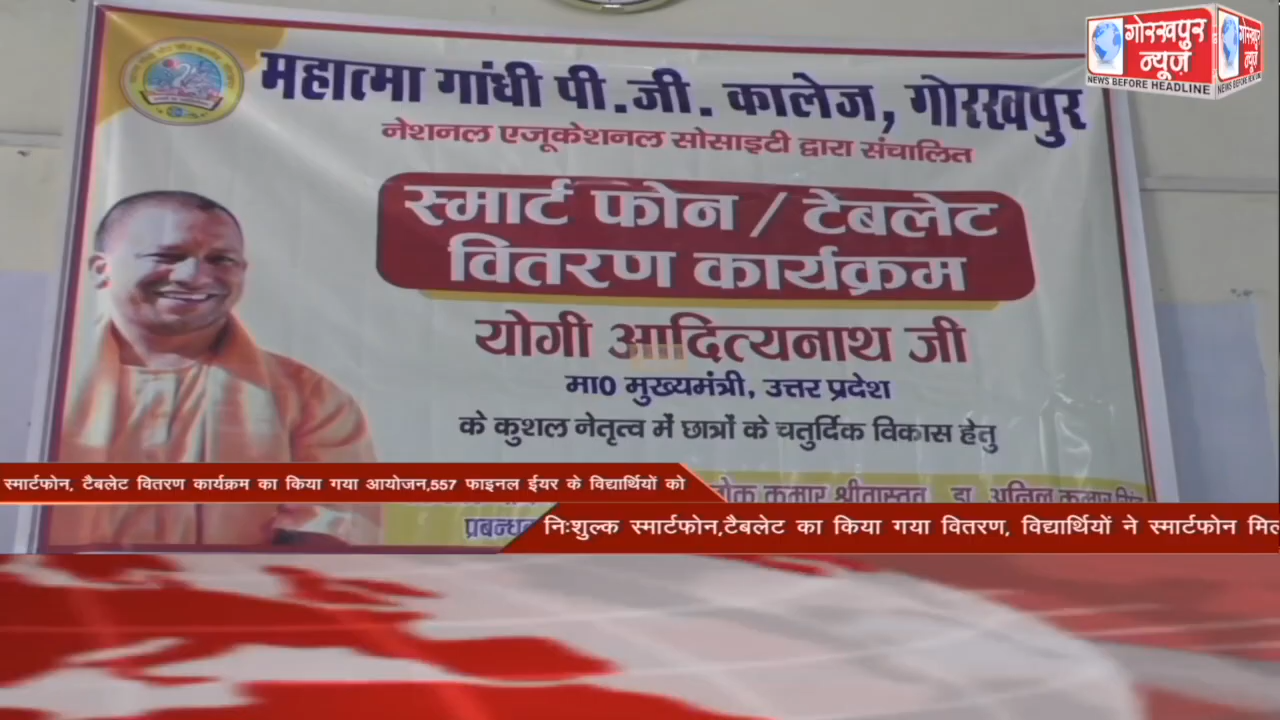 गोरखपुर
न्यूज़
NEWS BEFORE HEADLINE
महात्मा गांधी पी.जी. कालेज, गोरखपुर
नेशनल एजूकेशनल सोसाइटी द्वारा संचालित
स्मार्ट फोन / टेबलेट
वितरण कार्यक्रम
योगी आदित्यनाथ जी
मा0 मुख्यमंत्री, उत्तर प्रदेश
के कुशल नेतृत्व में छात्रों के चतुर्दिक विकास हेतु
कुमार श्रीवास्तव डा. अनिल कुमार सिंह
स्मार्टफोन, टैबलेट वितरण कार्यक्रम का किया गया आयोजन,557 फाइनल ईयर के विद्यार्थियों को
निःशुल्क स्मार्टफोन,टैबलेट का किया गया वितरण, विद्यार्थियों ने स्मार्टफोन